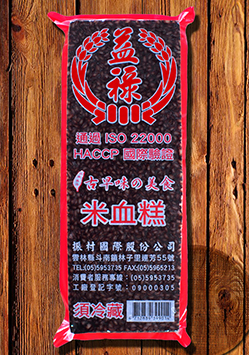 益祿
通過 ISO 22000
HACCP 國際驗證
古早味の美食
米血糕
振村國際股份公司
雲林縣斗南鎮林子里延芳55號
TEL(05)5953735 FAX:(05)5965213
消費者服務專線:(05)5953735
工廠登記字號:09000305
須冷藏